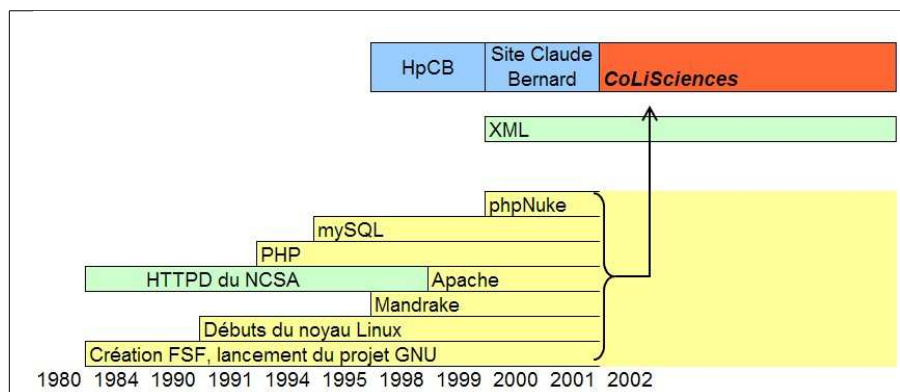 HpCB
Site Claude
Bernard
CoLiSciences
XML
phpNuke
mySQL
PHP
HTTPD du NCSA
Apache
Mandrake
Débuts du noyau Linux
Création FSF, lancement du projet GNU
1980 1984 1990 1991 1994 1995 1998 1999 2000 2001 2002